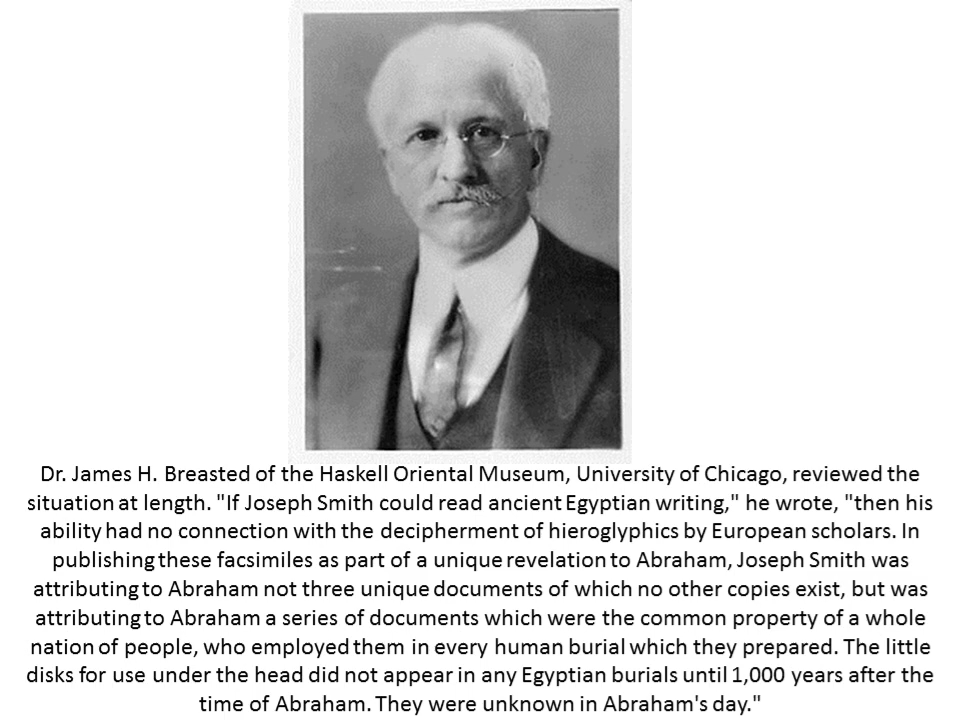 Dr. James H. Breasted of the Haskell Oriental Museum, University of Chicago, reviewed the
situation at length. "If Joseph Smith could read ancient Egyptian writing," he wrote, "then his
ability had no connection with the decipherment of hieroglyphics by European scholars. In
publishing these facsimiles as part of a unique revelation to Abraham, Joseph Smith was
attributing to Abraham not three unique documents of which no other copies exist, but was
attributing to Abraham a series of documents which were the common property of a whole
nation of people, who employed them in every human burial which they prepared. The little
disks for use under the head did not appear in any Egyptian burials until 1,000 years after the
time of Abraham. They were unknown in Abraham's day."